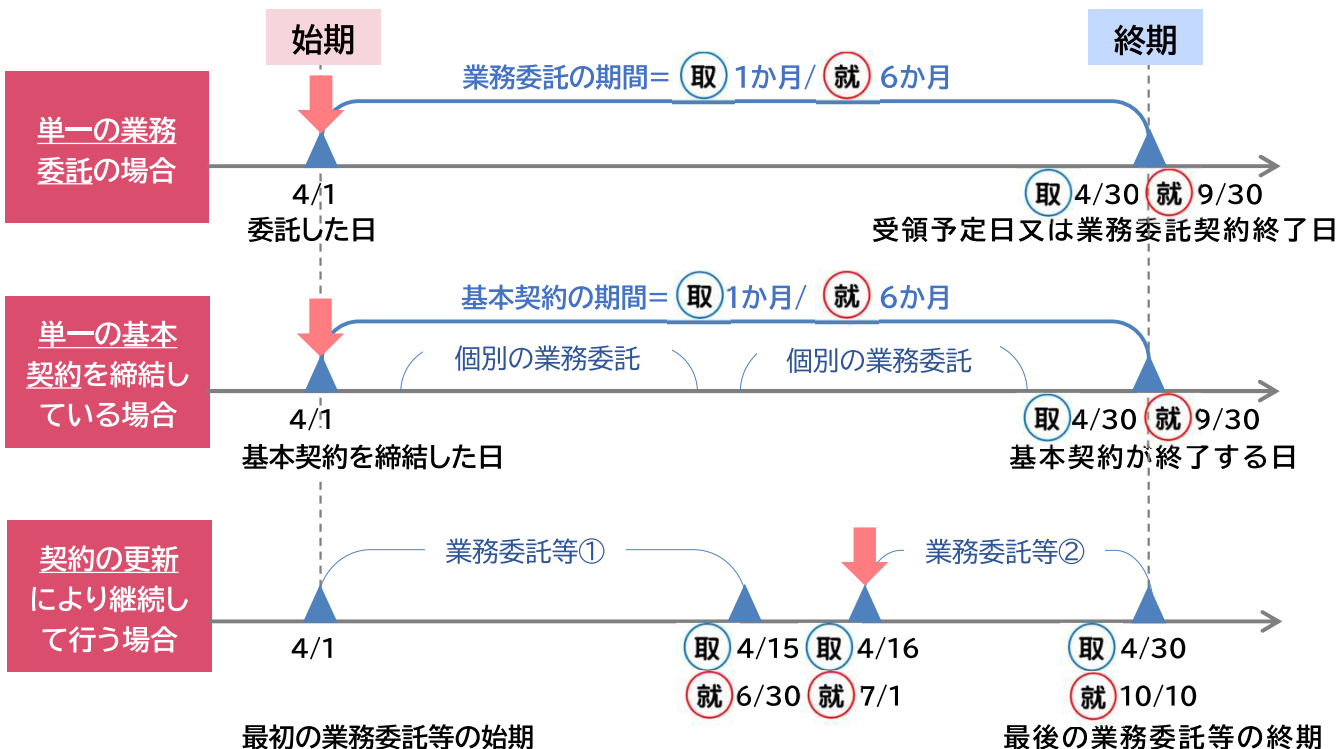 始期
終期
単一の業務
委託の場合
業務委託の期間= 取 1か月/ 就 6か月
4/1
委託した日
取 4/30 就 9/30
受領予定日又は業務委託契約終了日
単一の基本
契約を締結し
ている場合
基本契約の期間= 取 1か月/ 就 6か月
個別の業務委託
個別の業務委託
4/1
基本契約を締結した日
取 4/30 就 9/30
基本契約が終了する日
契約の更新
により継続し
て行う場合
業務委託等①
業務委託等②
4/1
取 4/15
就 6/30
取 4/16
就 7/1
取 4/30
就 10/10
最初の業務委託等の始期
最後の業務委託等の終期